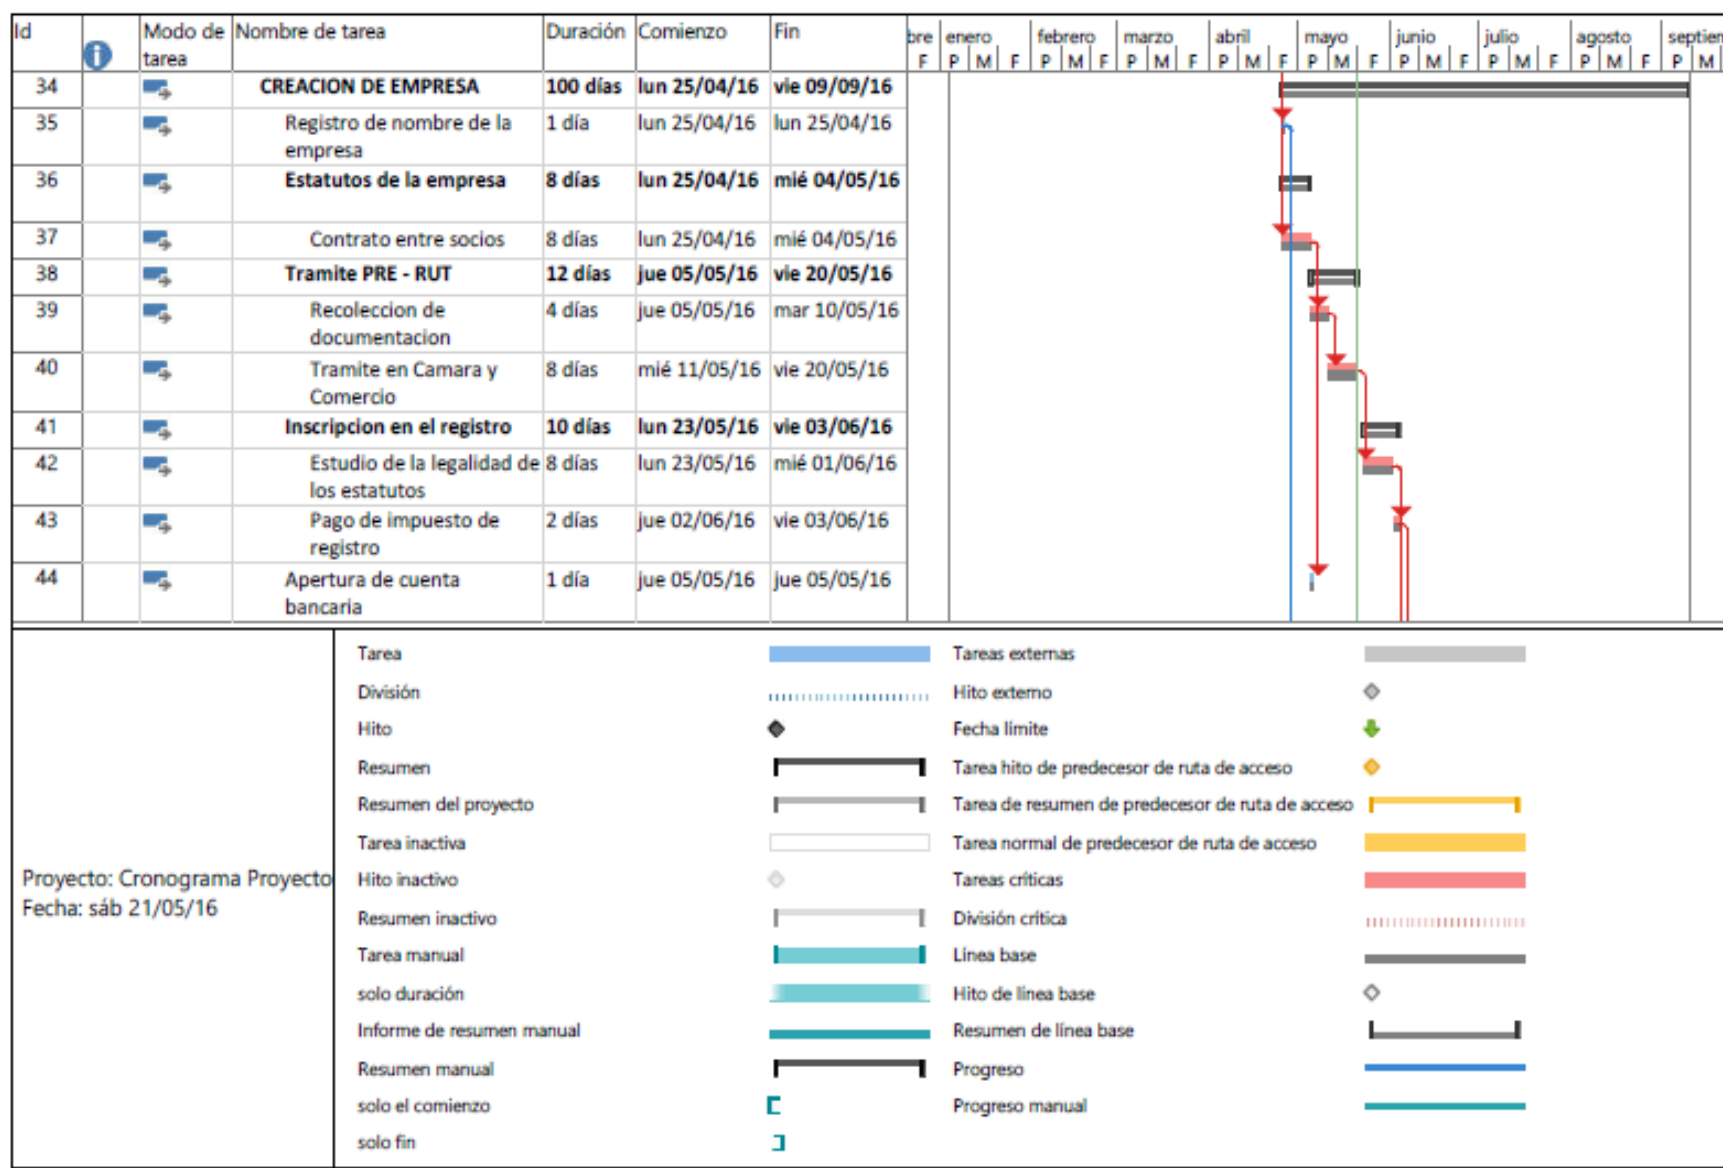 Id Modo de tarea Nombre de tarea Duración Comienzo Fin
bre enero febrero marzo abril mayo junio julio agosto septien
F P M F P M F P M F P M F P M F P M F P M F P M F P M
34 CREACION DE EMPRESA 100 días lun 25/04/16 vie 09/09/16
35 Registro de nombre de la 1 día lun 25/04/16 lun 25/04/16
empresa
36 Estatutos de la empresa 8 días lun 25/04/16 mié 04/05/16
37 Contrato entre socios 8 días lun 25/04/16 mié 04/05/16
38 Tramite PRE - RUT 12 días jue 05/05/16 vie 20/05/16
39 Recoleccion de 4 días jue 05/05/16 mar 10/05/16
documentacion
40 Tramite en Camara y 8 días mié 11/05/16 vie 20/05/16
Comercio
41 Inscripcion en el registro 10 días lun 23/05/16 vie 03/06/16
42 Estudio de la legalidad de 8 días lun 23/05/16 mié 01/06/16
los estatutos
43 Pago de impuesto de 2 días jue 02/06/16 vie 03/06/16
registro
44 Apertura de cuenta 1 día jue 05/05/16 jue 05/05/16
bancaria
Proyecto: Cronograma Proyecto
Fecha: sáb 21/05/16
Tarea
División
Hito
Resumen
Resumen del proyecto
Tarea inactiva
Hito inactivo
Resumen inactivo
Tarea manual
solo duración
Informe de resumen manual
Resumen manual
solo el comienzo
solo fin
Tareas externas
Hito externo
Fecha límite
Tarea hito de predecesor de ruta de acceso
Tarea de resumen de predecesor de ruta de acceso
Tarea normal de predecesor de ruta de acceso
Tareas críticas
División crítica
Línea base
Hito de línea base
Resumen de línea base
Progreso
Progreso manual